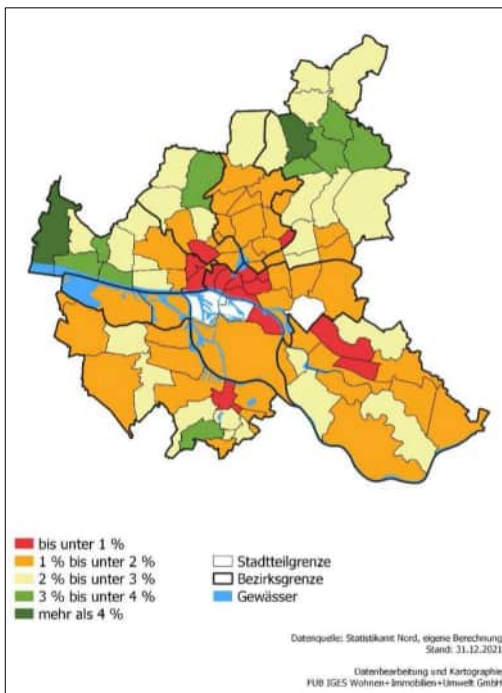 bis unter 1 %
1 % bis unter 2 %
2 % bis unter 3 %
3 % bis unter 4 %
mehr als 4 %
Stadtteilgrenze
Bezirksgrenze
Gewässer
Datenquelle: Statistikamt Nord, eigene Berechnung
Stand: 31.12.2021
Datenbearbeitung und Kartographie
FUB IGES Wohnen+Immobilien+Umwelt GmbH